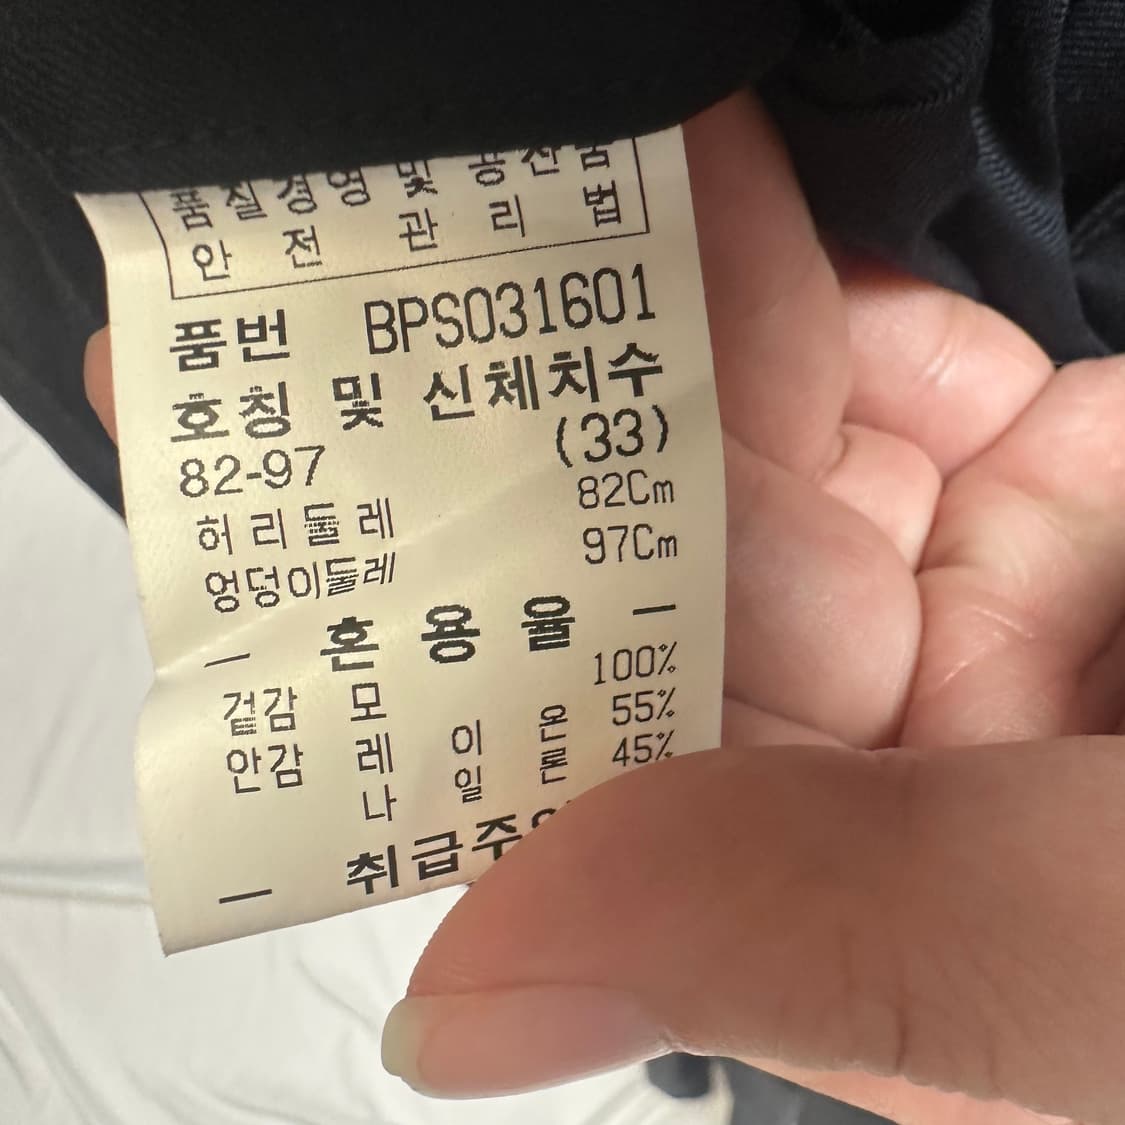 품질경영 및 공산품
안 전 관 리 법
품번 BPS031601
호칭 및 신체치수
82-97 (33)
허리둘레 82Cm
엉덩이둘레 97Cm
— 혼 용 율 —
겉감 모 100%
안감 레 이 온 55%
나 일 론 45%
— 취급주